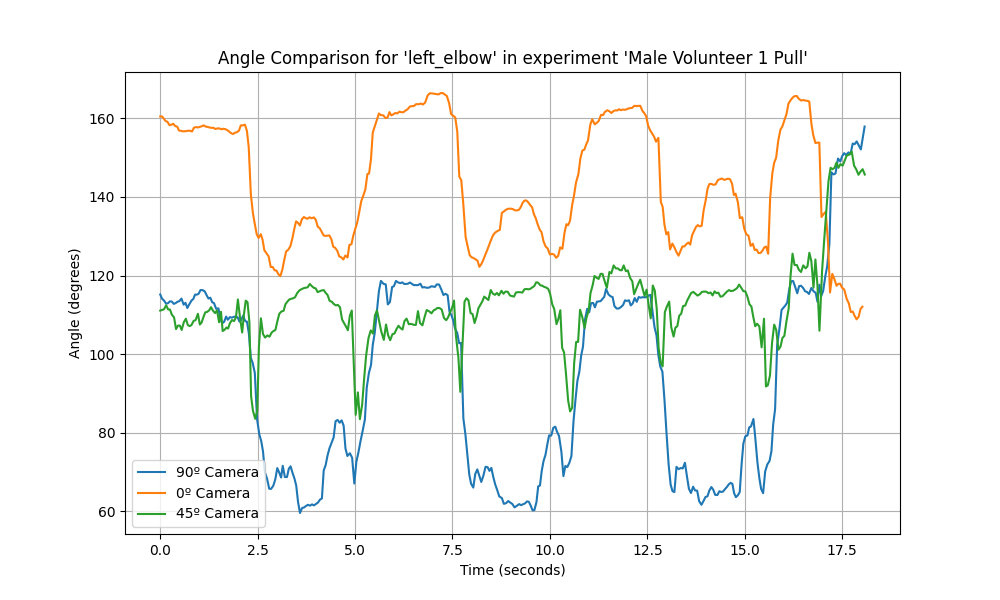 Angle Comparison for 'left_elbow' in experiment 'Male Volunteer 1 Pull'
Angle (degrees)
160
140
120
100
80
60
90º Camera
0º Camera
45º Camera
0.0 2.5 5.0 7.5 10.0 12.5 15.0 17.5
Time (seconds)